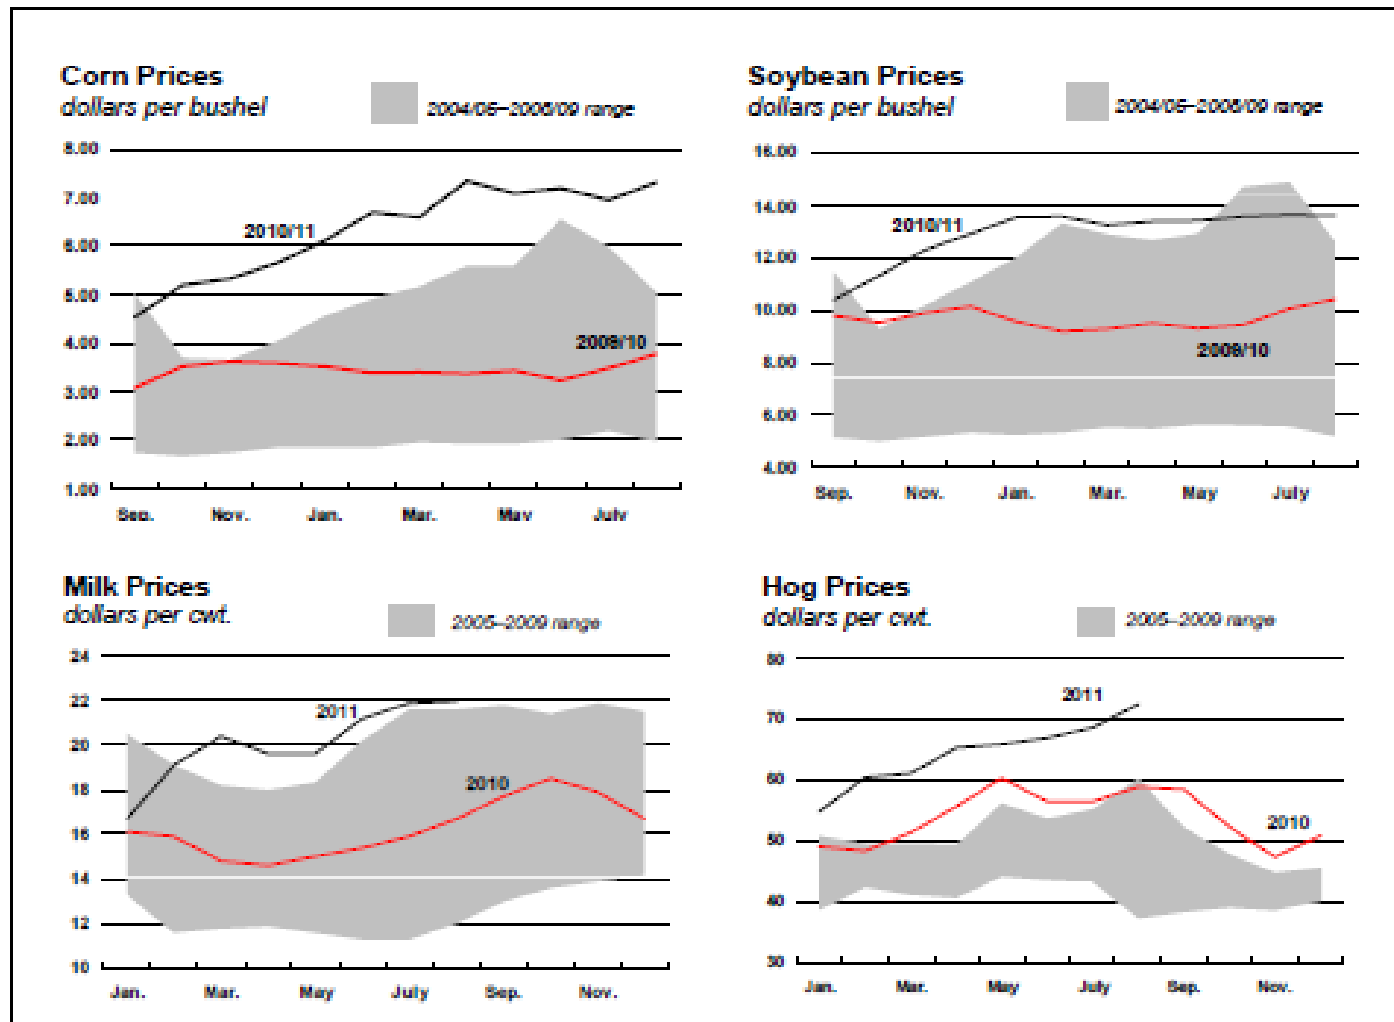 Corn Prices
dollars per bushel
2004/05–2008/09 range
8.00
7.00
6.00
5.00
4.00
3.00
2.00
1.00
2010/11
2009/10
Sep.
Nov.
Jan.
Mar.
May
July
Soybean Prices
dollars per bushel
2004/05–2008/09 range
16.00
14.00
12.00
10.00
8.00
6.00
4.00
2010/11
2009/10
Sep.
Nov.
Jan.
Mar.
May
July
Milk Prices
dollars per cwt.
2005–2009 range
24
22
20
18
16
14
12
10
2011
2010
Jan.
Mar.
May
July
Sep.
Nov.
Hog Prices
dollars per cwt.
2005–2009 range
80
70
60
50
40
30
2011
2010
Jan.
Mar.
May
July
Sep.
Nov.